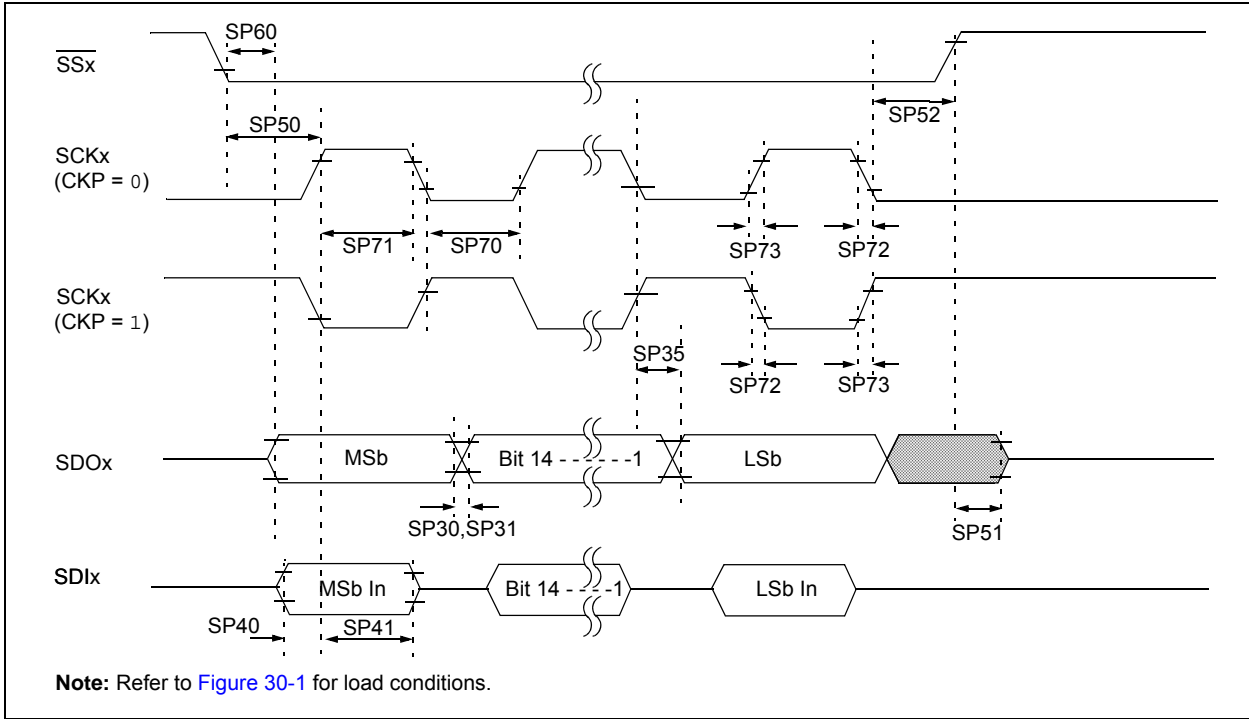 SP60
SSx
SP52
SP50
SCKx
(CKP = 0)
SP71
SP70
SP73
SP72
SCKx
(CKP = 1)
SP35
SP72
SP73
SDOx
MSb
Bit 14 - - - - - -1
LSb
SP30,SP31
SP51
SDIx
MSb In
Bit 14 - - - -1
LSb In
SP40
SP41
Note: Refer to Figure 30-1 for load conditions.